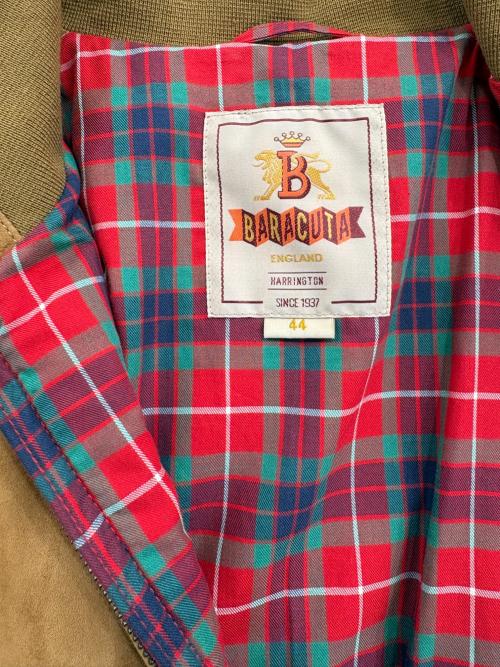 B
BARACUTA
ENGLAND
HARRINGTON
SINCE 1937
44